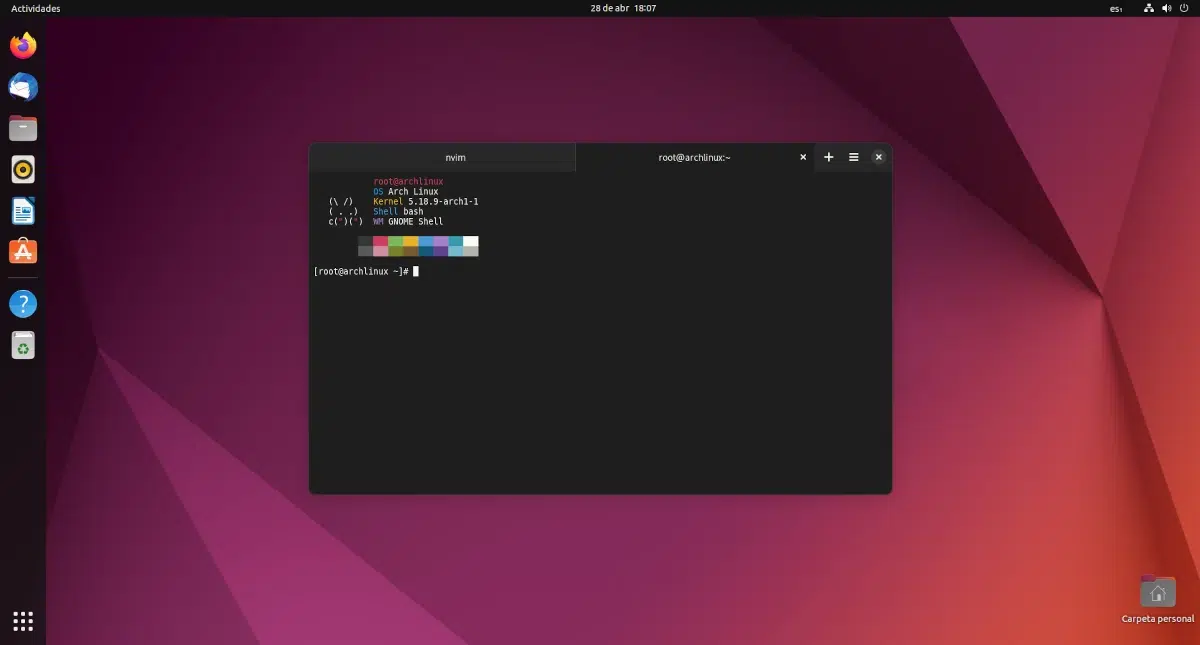 Actividades
28 de abr 18:07
es₁
nvim
root@archlinux:~
root@archlinux
OS Arch Linux
(\ /) Kernel 5.18.9-arch1-1
( . .) Shell bash
c(")(") WM GNOME Shell
[root@archlinux ~]#
Carpeta personal